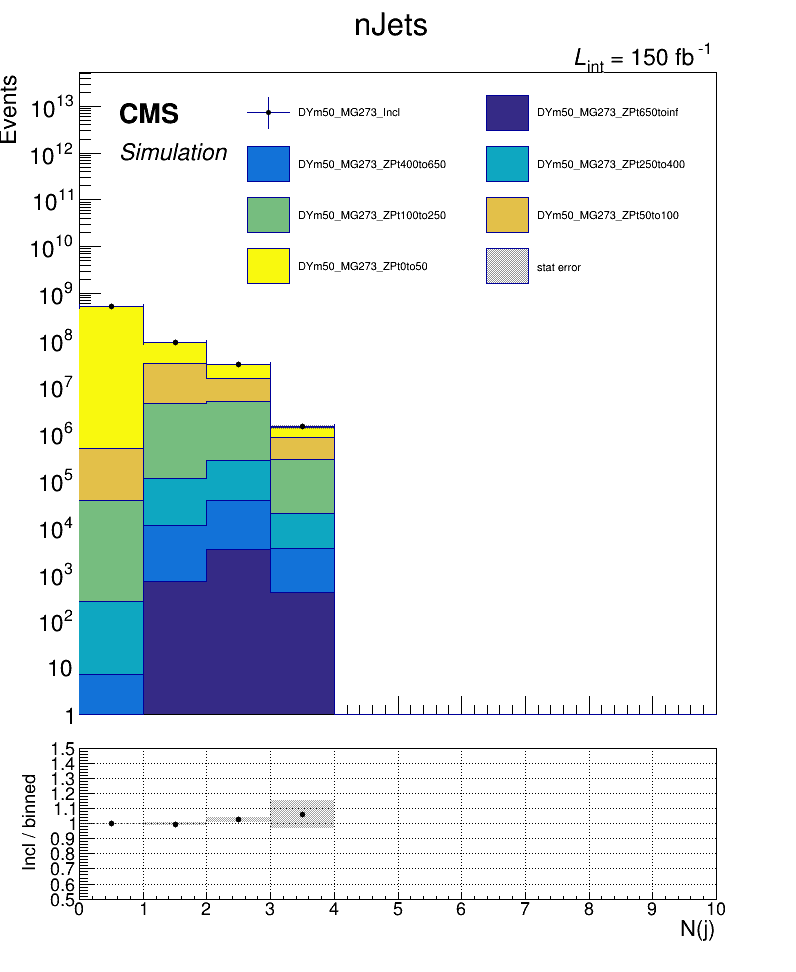 nJets
L_int = 150 fb^-1
Events
10^13
10^12
10^11
10^10
10^9
10^8
10^7
10^6
10^5
10^4
10^3
10^2
10
1
CMS
Simulation
DYm50_MG273_Incl
DYm50_MG273_ZPt650toinf
DYm50_MG273_ZPt400to650
DYm50_MG273_ZPt250to400
DYm50_MG273_ZPt100to250
DYm50_MG273_ZPt50to100
DYm50_MG273_ZPt0to50
stat error
Incl / binned
1.5
1.4
1.3
1.2
1.1
1
0.9
0.8
0.7
0.6
0.5
0 1 2 3 4 5 6 7 8 9 10
N(j)